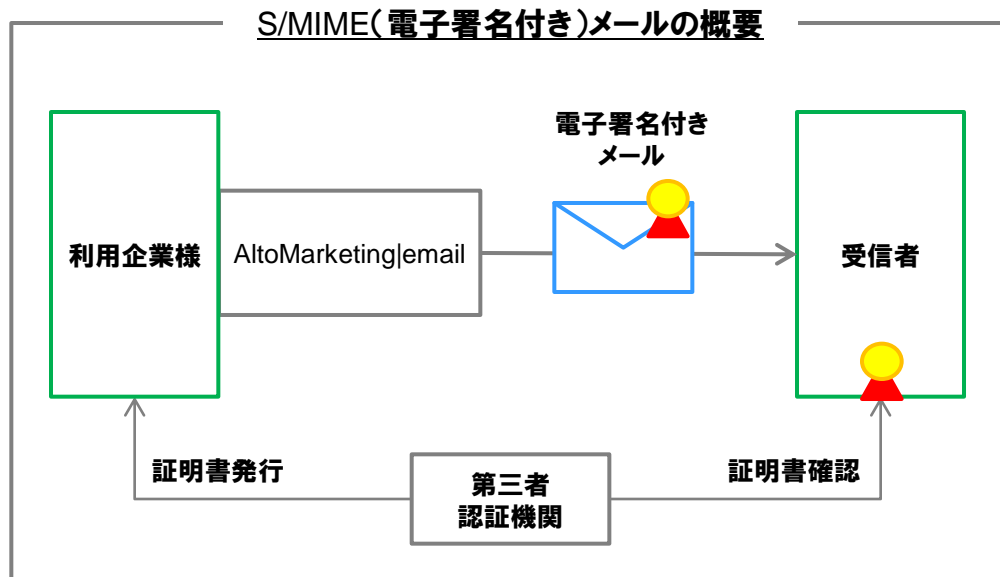 S/MIME(電子署名付き)メールの概要
電子署名付き
メール
利用企業様
AltoMarketing|email
受信者
証明書発行
第三者
認証機関
証明書確認